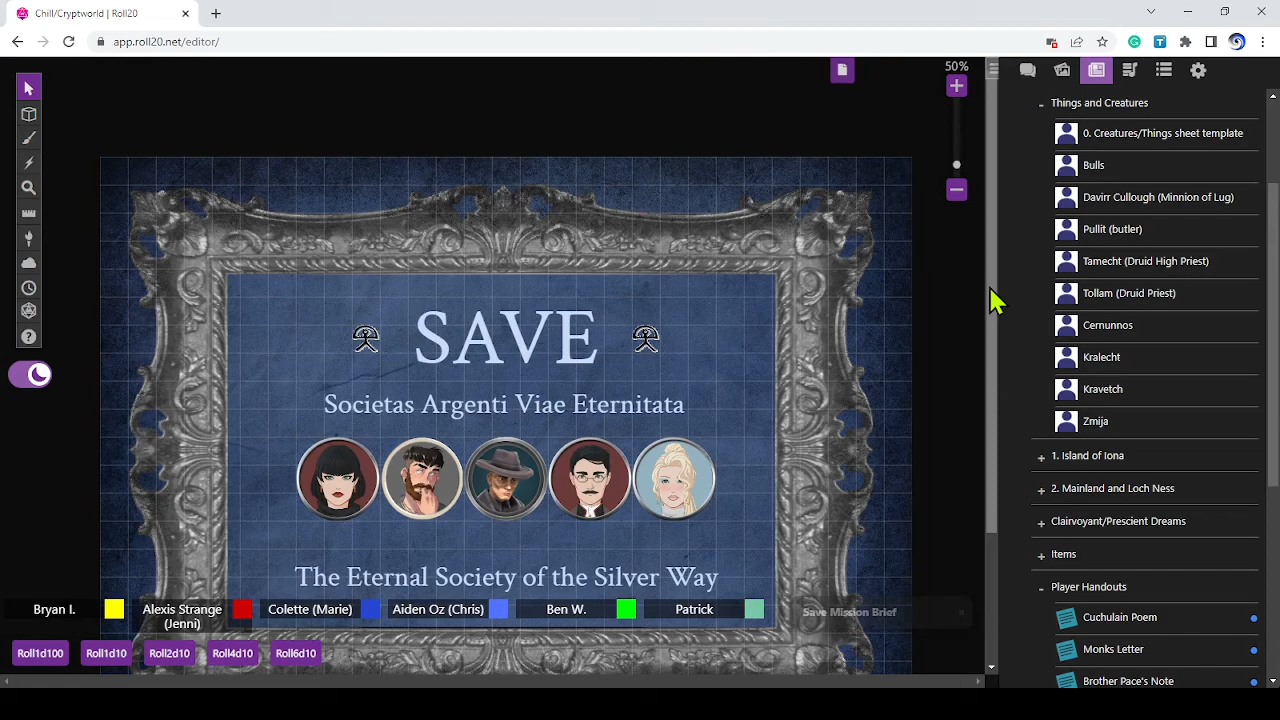 Chill/Cryptworld | Roll20
app.roll20.net/editor/
50%
SAVE
Societas Argenti Viae Eternitata
The Eternal Society of the Silver Way
Bryan I.
Alexis Strange
(Jenni)
Colette (Marie)
Aiden Oz (Chris)
Ben W.
Patrick
Save Mission Brief
Roll1d100
Roll1d10
Roll2d10
Roll4d10
Roll6d10
Things and Creatures
0. Creatures/Things sheet template
Bulls
Davirr Cullough (Minnion of Lug)
Pullit (butler)
Tamecht (Druid High Priest)
Tollam (Druid Priest)
Cernunnos
Kralecht
Kravetch
Zmija
1. Island of Iona
2. Mainland and Loch Ness
Clairvoyant/Prescient Dreams
Items
Player Handouts
Cuchulain Poem
Monks Letter
Brother Pace's Note